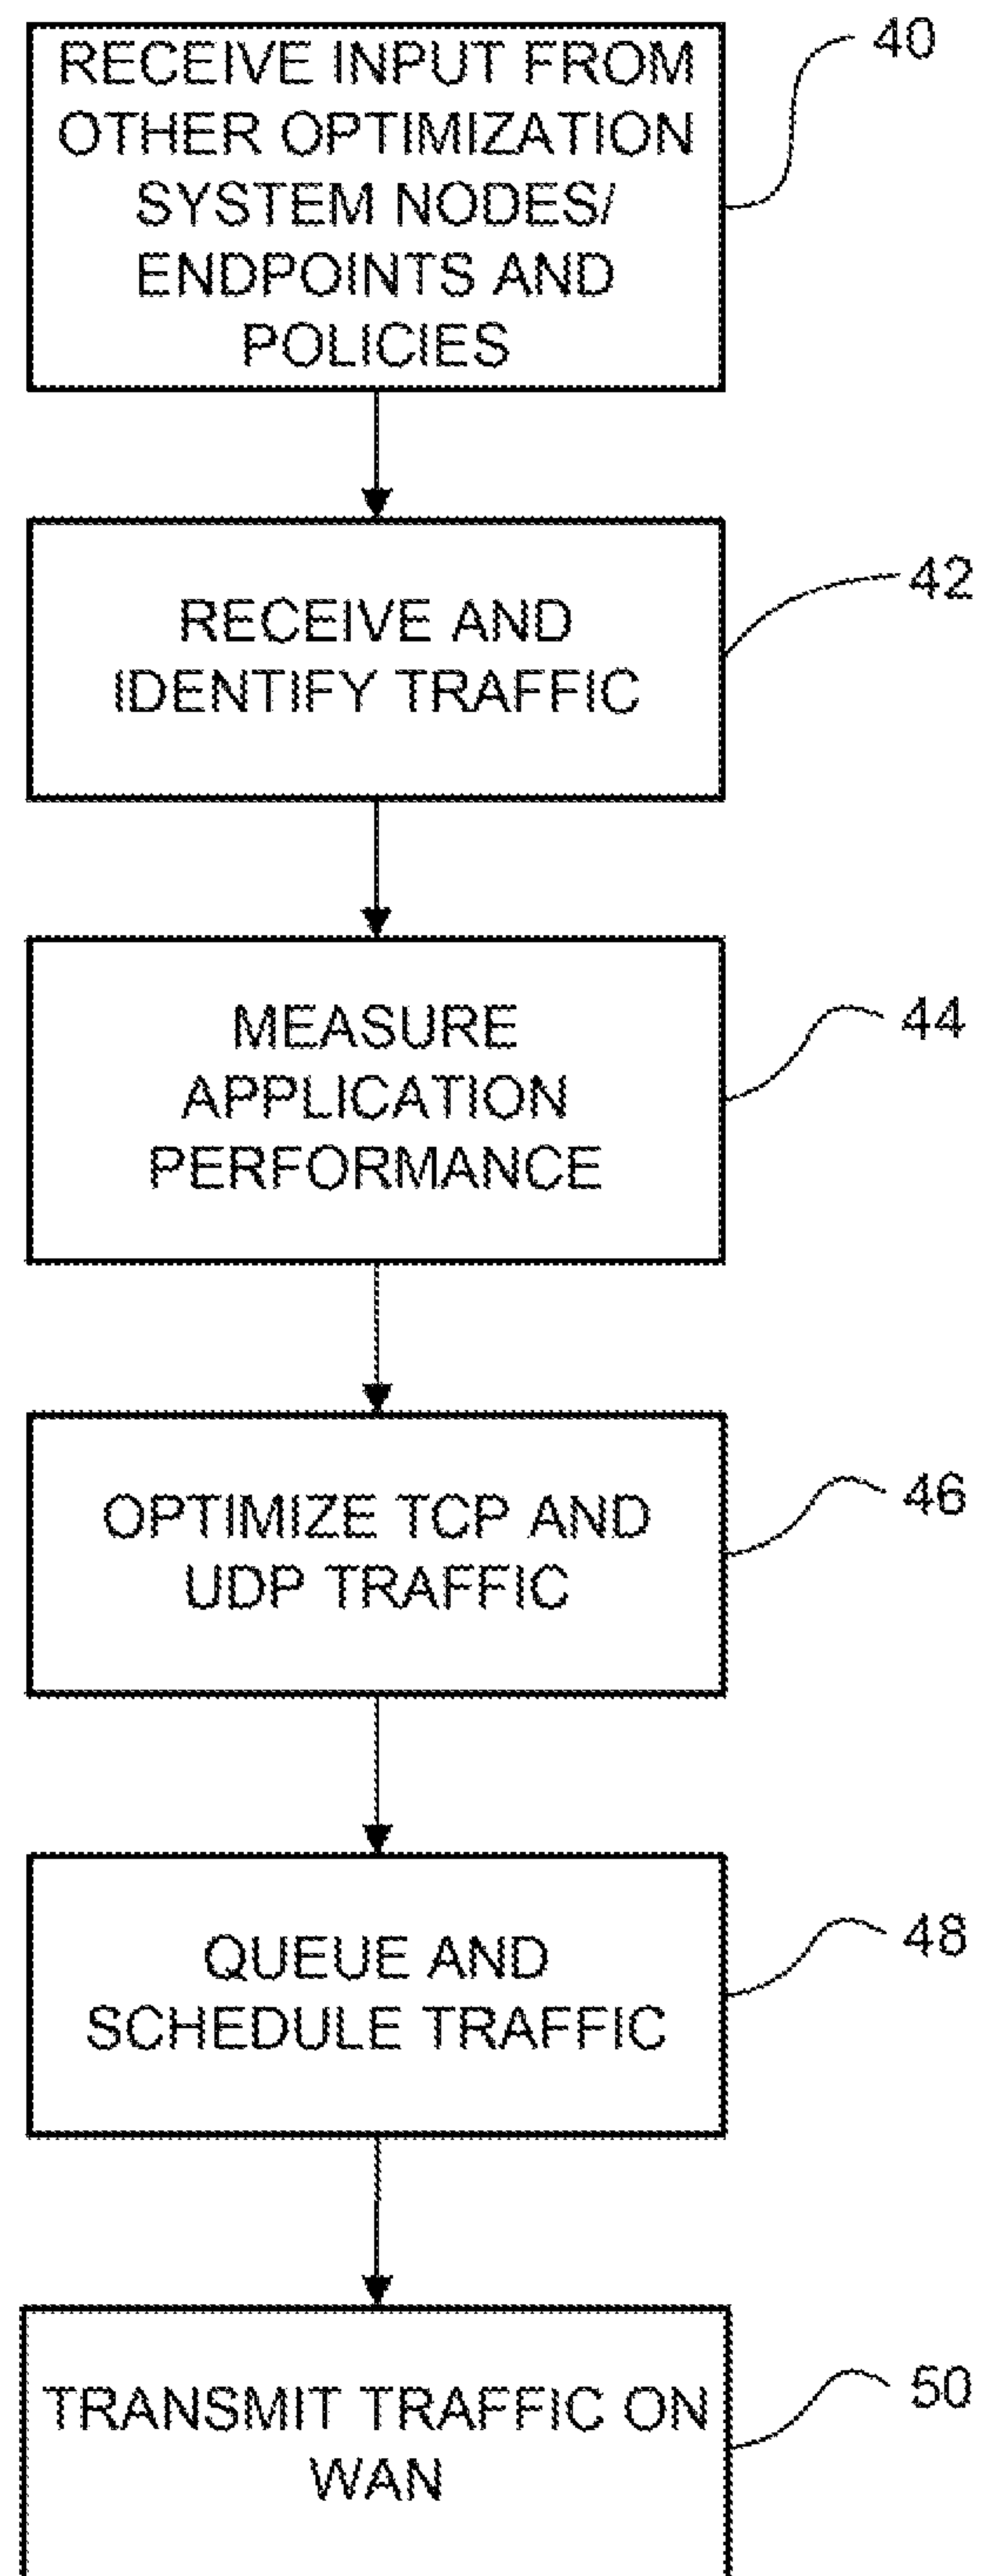 RECEIVE INPUT FROM
OTHER OPTIMIZATION
SYSTEM NODES/
ENDPOINTS AND
POLICIES
40
RECEIVE AND
IDENTIFY TRAFFIC
42
MEASURE
APPLICATION
PERFORMANCE
44
OPTIMIZE TCP AND
UDP TRAFFIC
46
QUEUE AND
SCHEDULE TRAFFIC
48
TRANSMIT TRAFFIC ON
WAN
50